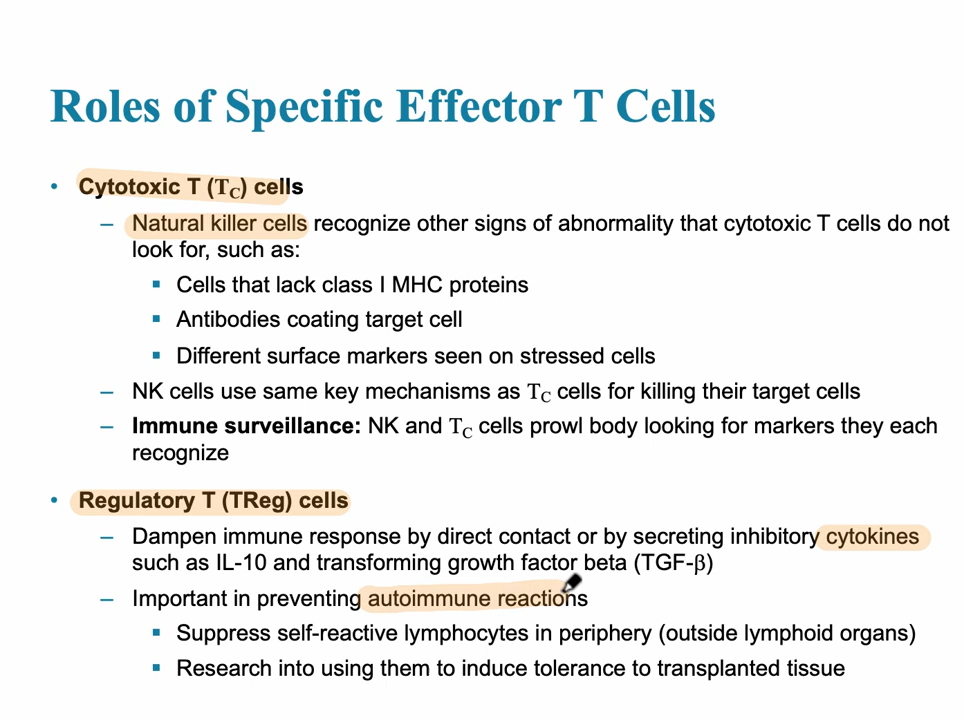 Roles of Specific Effector T Cells
• Cytotoxic T (TC) cells
– Natural killer cells recognize other signs of abnormality that cytotoxic T cells do not
look for, such as:
▪ Cells that lack class I MHC proteins
▪ Antibodies coating target cell
▪ Different surface markers seen on stressed cells
– NK cells use same key mechanisms as TC cells for killing their target cells
– Immune surveillance: NK and TC cells prowl body looking for markers they each
recognize
• Regulatory T (TReg) cells
– Dampen immune response by direct contact or by secreting inhibitory cytokines
such as IL-10 and transforming growth factor beta (TGF-β)
– Important in preventing autoimmune reactions
▪ Suppress self-reactive lymphocytes in periphery (outside lymphoid organs)
▪ Research into using them to induce tolerance to transplanted tissue